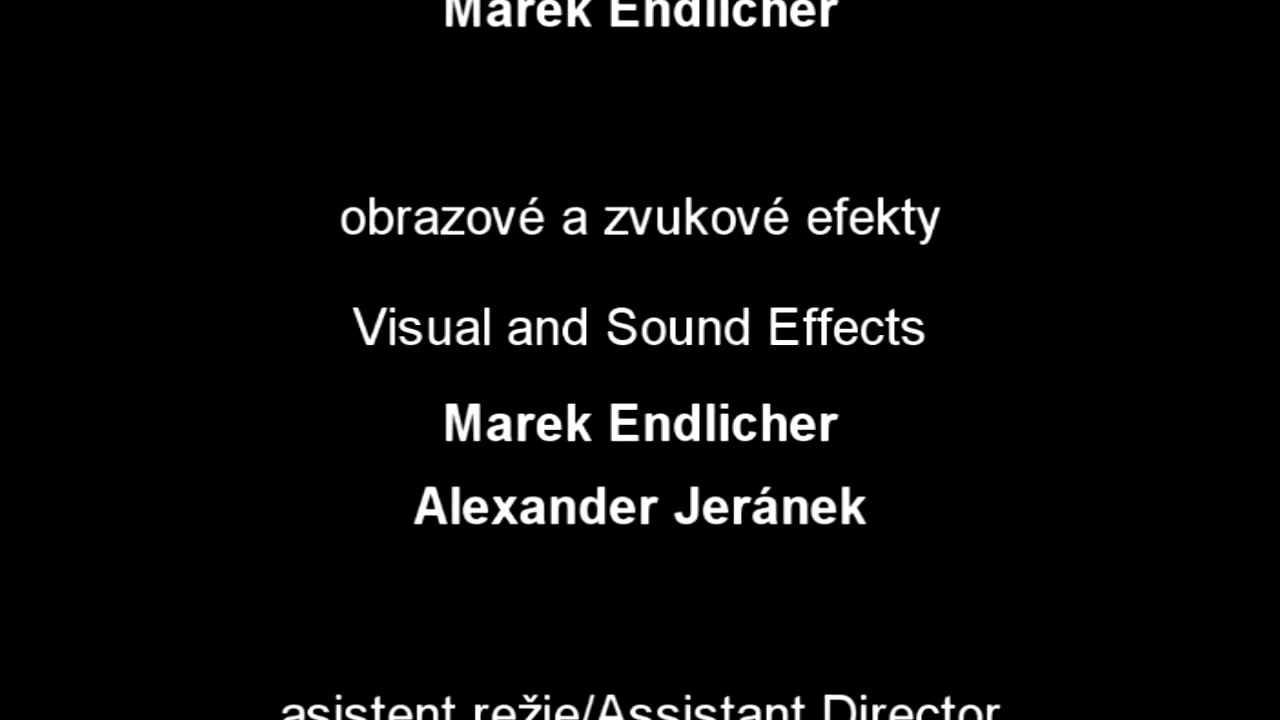 Marek Endlicher
obrazové a zvukové efekty
Visual and Sound Effects
Marek Endlicher
Alexander Jeránek
asistent režie/Assistant Director